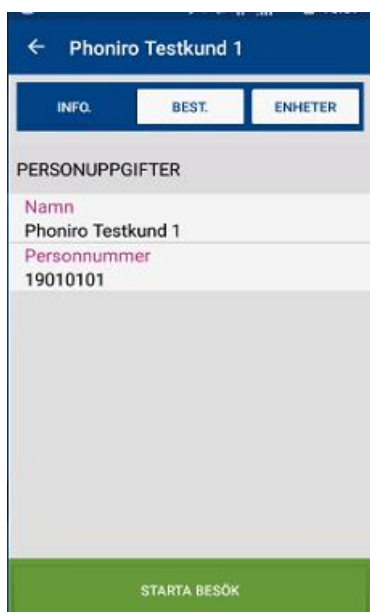 Phoniro Testkund 1
INFO.
BEST.
ENHETER
PERSONUPPGIFTER
Namn
Phoniro Testkund 1
Personnummer
19010101
STARTA BESÖK